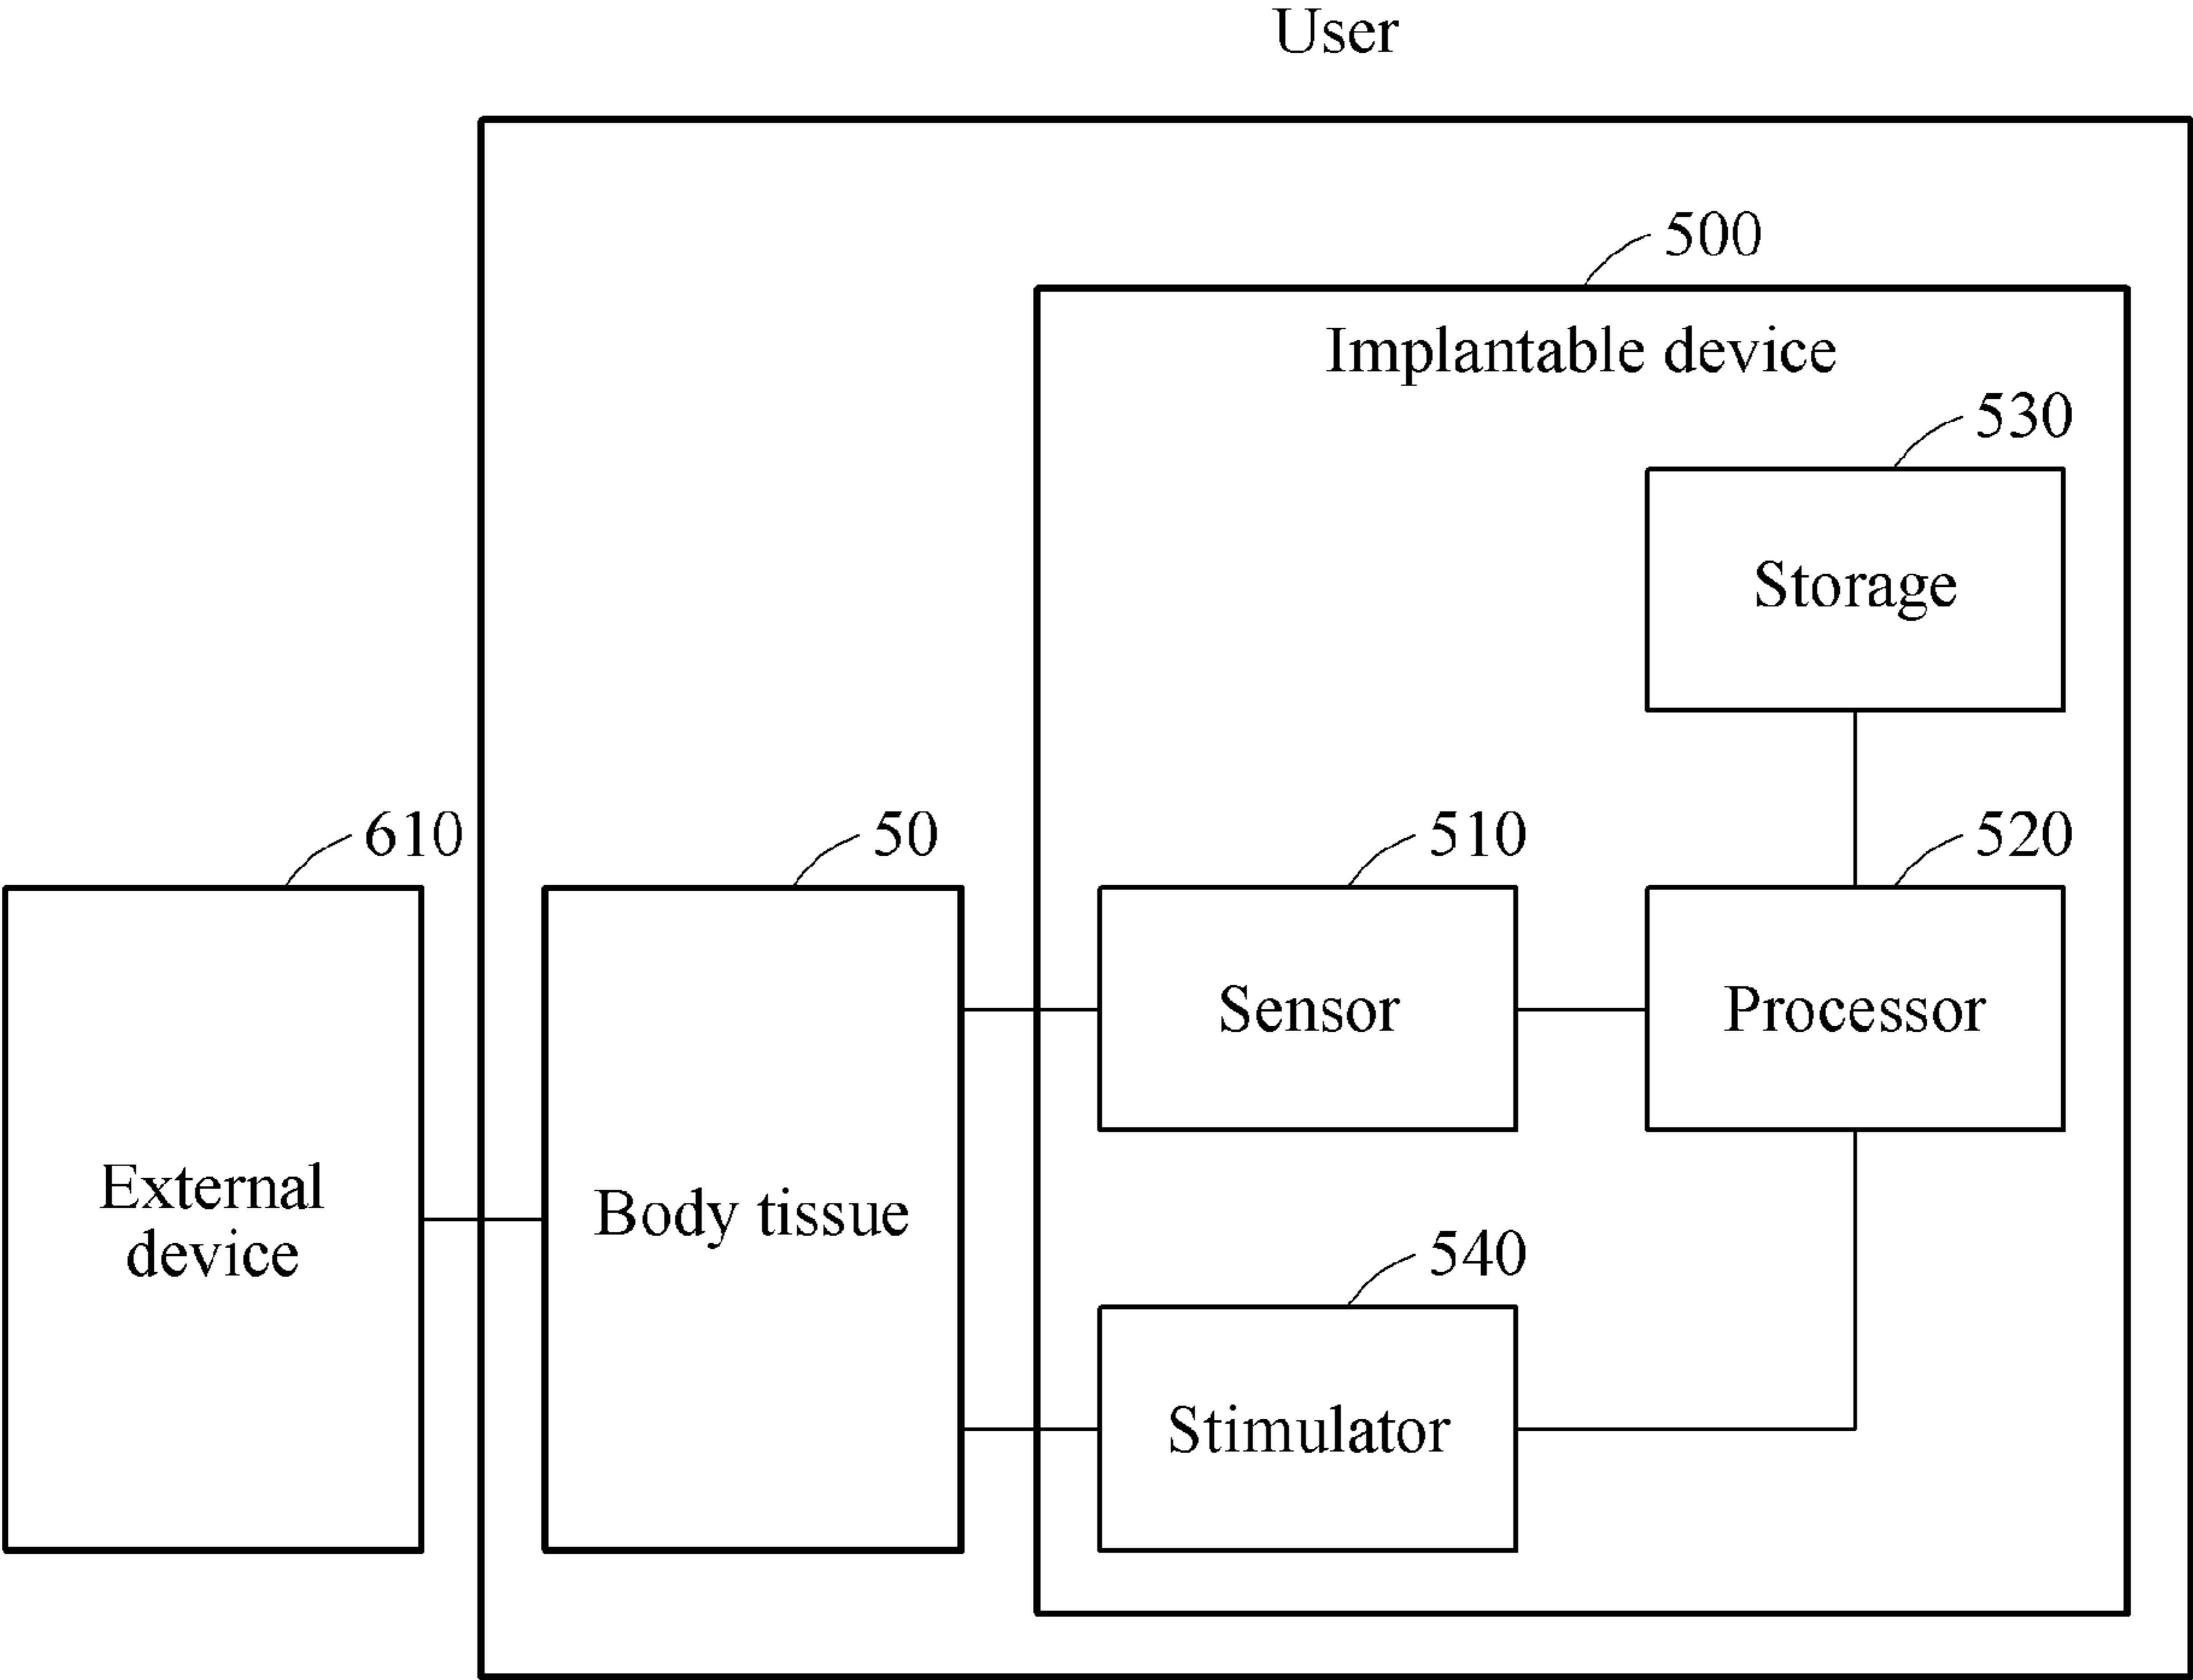 User
500
Implantable device
530
Storage
610
50
510
520
Sensor
Processor
External
device
Body tissue
540
Stimulator